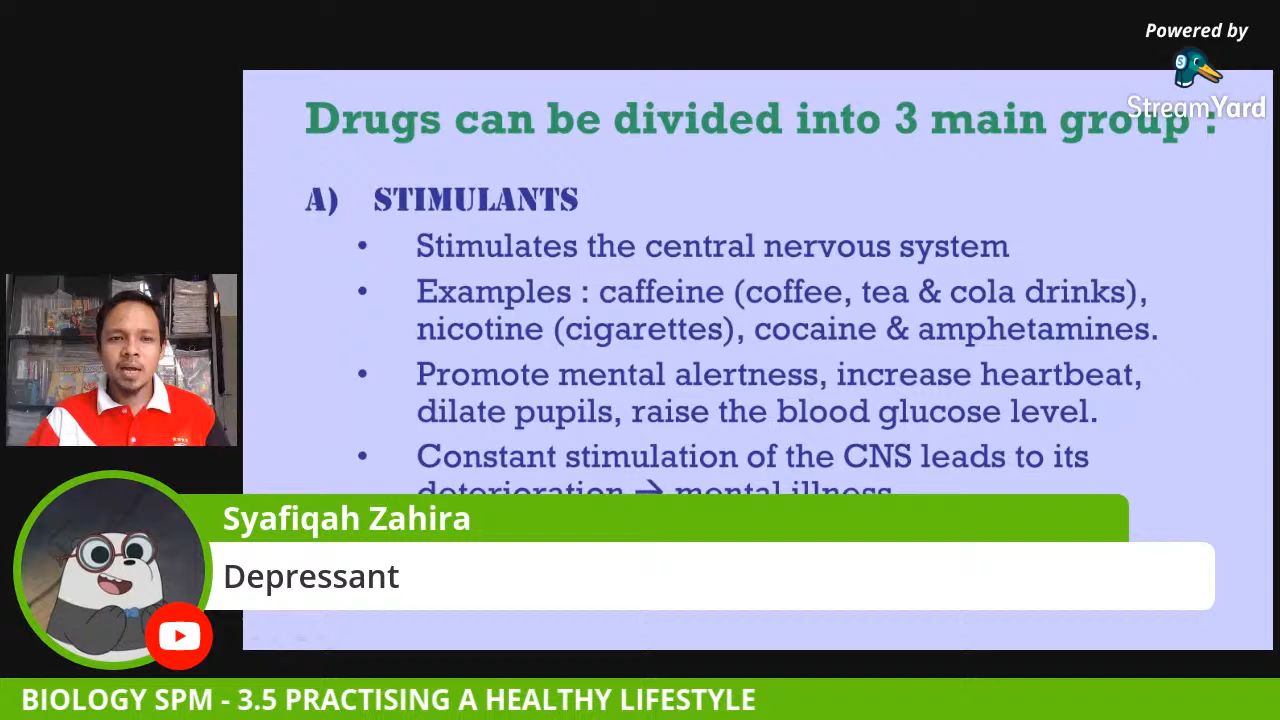 Powered by
StreamYard
Drugs can be divided into 3 main group :
A) STIMULANTS
• Stimulates the central nervous system
• Examples : caffeine (coffee, tea & cola drinks),
nicotine (cigarettes), cocaine & amphetamines.
• Promote mental alertness, increase heartbeat,
dilate pupils, raise the blood glucose level.
• Constant stimulation of the CNS leads to its
deterioration → mental illness
Syafiqah Zahira
Depressant
BIOLOGY SPM - 3.5 PRACTISING A HEALTHY LIFESTYLE